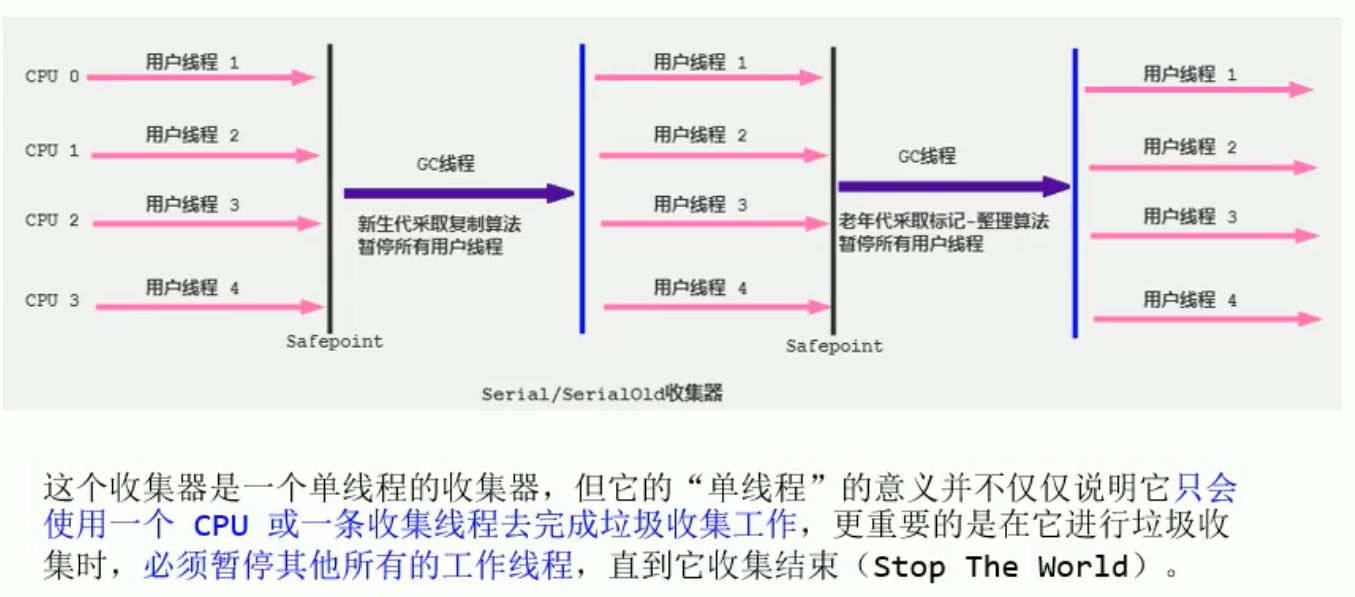 CPU 0
用户线程 1
用户线程 1
用户线程 1
CPU 1
用户线程 2
用户线程 2
用户线程 2
GC线程
GC线程
CPU 2
用户线程 3
用户线程 3
用户线程 3
新生代采取复制算法
暂停所有用户线程
老年代采取标记-整理算法
暂停所有用户线程
CPU 3
用户线程 4
用户线程 4
用户线程 4
Safepoint
Safepoint
Serial/SerialOld收集器
这个收集器是一个单线程的收集器，但它的“单线程”的意义并不仅仅说明它只会
使用一个 CPU 或一条收集线程去完成垃圾收集工作，更重要的是在它进行垃圾收
集时，必须暂停其他所有的工作线程，直到它收集结束（Stop The World）。